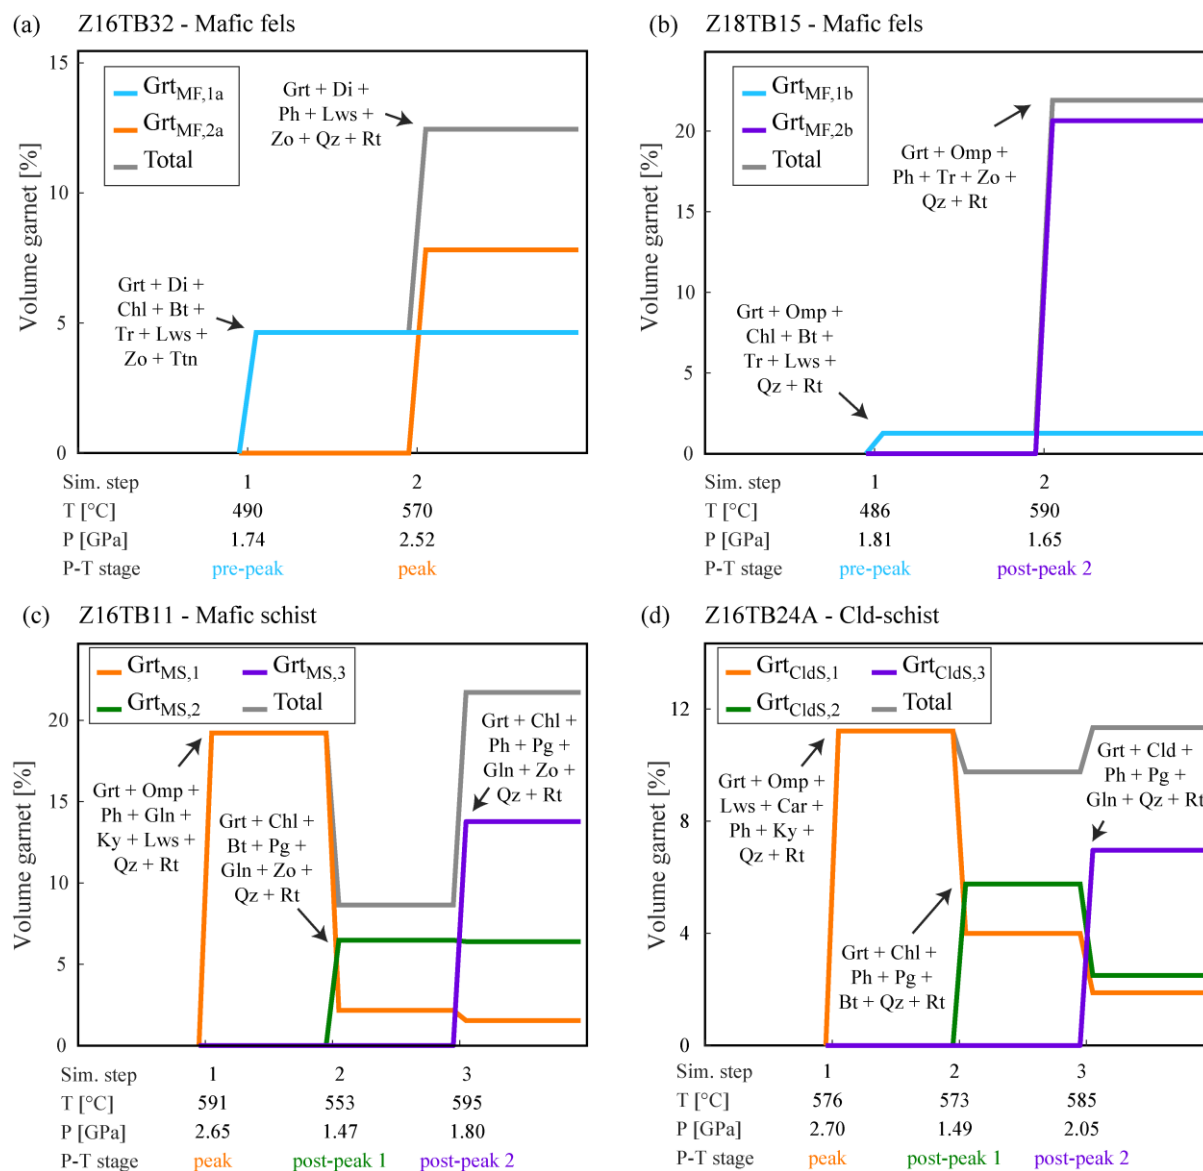 (a) Z16TB32 - Mafic fels
Volume garnet [%]
15
10
5
0
GrtMF,1a
GrtMF,2a
Total
Grt + Di +
Ph + Lws +
Zo + Qz + Rt
Grt + Di +
Chl + Bt +
Tr + Lws +
Zo + Ttn
Sim. step 1 2
T [°C] 490 570
P [GPa] 1.74 2.52
P-T stage pre-peak peak
(b) Z18TB15 - Mafic fels
Volume garnet [%]
20
15
10
5
0
GrtMF,1b
GrtMF,2b
Total
Grt + Omp +
Ph + Tr + Zo +
Qz + Rt
Grt + Omp +
Chl + Bt +
Tr + Lws +
Qz + Rt
Sim. step 1 2
T [°C] 486 590
P [GPa] 1.81 1.65
P-T stage pre-peak post-peak 2
(c) Z16TB11 - Mafic schist
Volume garnet [%]
20
15
10
5
0
GrtMS,1 GrtMS,3
GrtMS,2 Total
Grt + Omp +
Ph + Gln +
Ky + Lws +
Qz + Rt
Grt + Chl +
Bt + Pg +
Gln + Zo +
Qz + Rt
Grt + Chl +
Ph + Pg +
Gln + Zo +
Qz + Rt
Sim. step 1 2 3
T [°C] 591 553 595
P [GPa] 2.65 1.47 1.80
P-T stage peak post-peak 1 post-peak 2
(d) Z16TB24A - Cld-schist
Volume garnet [%]
12
8
4
0
GrtCldS,1 GrtCldS,3
GrtCldS,2 Total
Grt + Omp +
Lws + Car +
Ph + Ky +
Qz + Rt
Grt + Chl +
Ph + Pg +
Bt + Qz + Rt
Grt + Cld +
Ph + Pg +
Gln + Qz + Rt
Sim. step 1 2 3
T [°C] 576 573 585
P [GPa] 2.70 1.49 2.05
P-T stage peak post-peak 1 post-peak 2